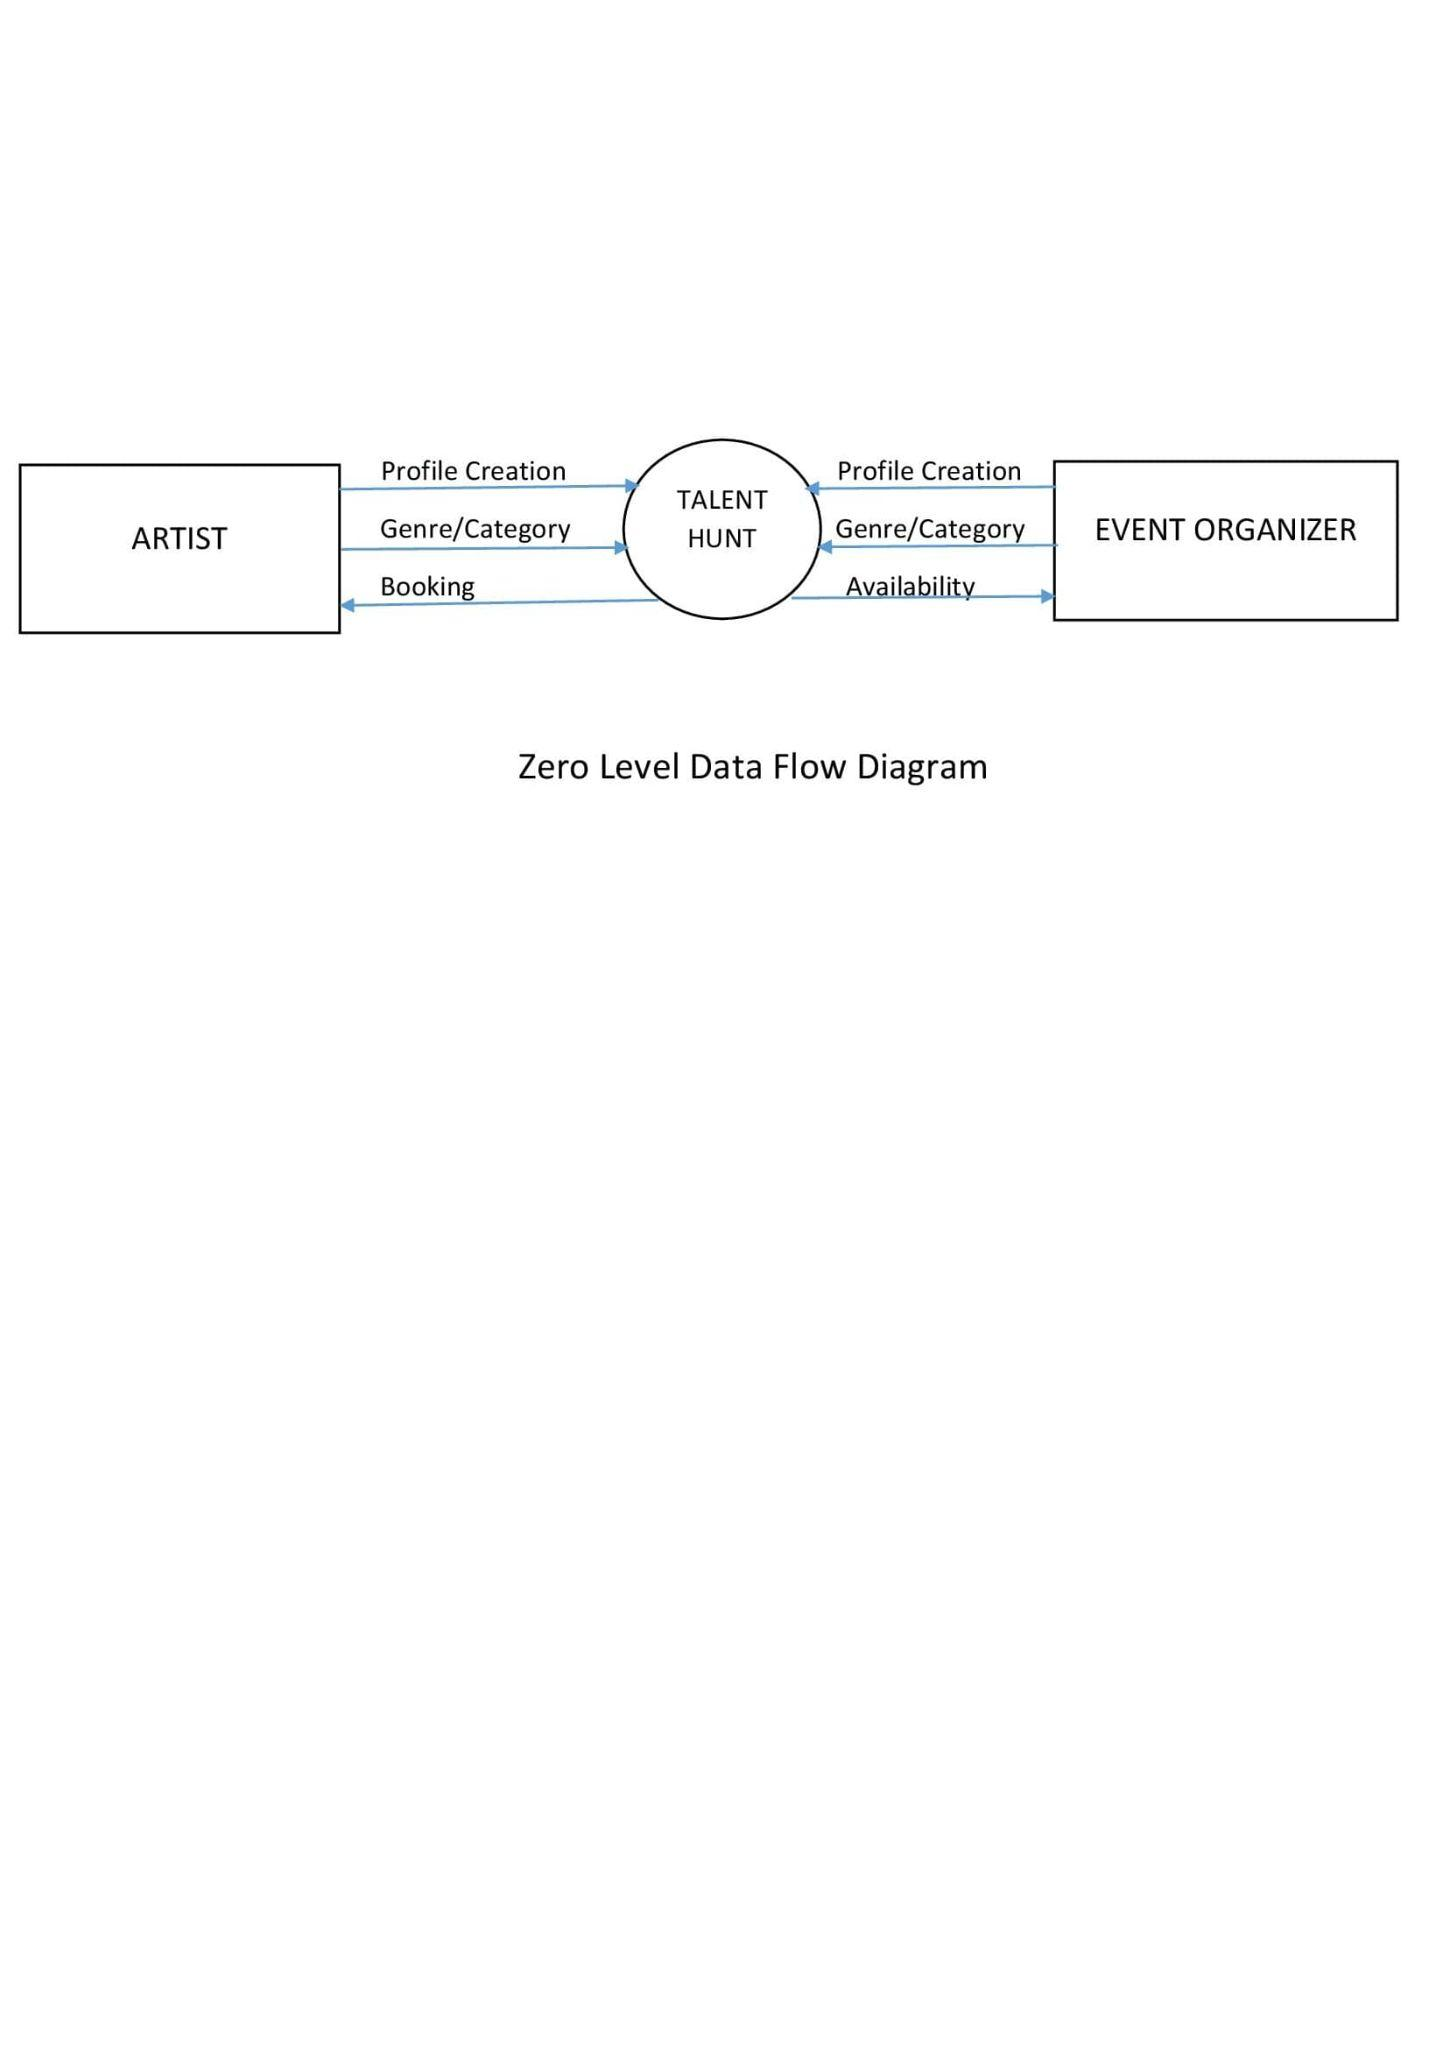 ARTIST
Profile Creation
Genre/Category
Booking
TALENT
HUNT
Profile Creation
Genre/Category
Availability
EVENT ORGANIZER
Zero Level Data Flow Diagram